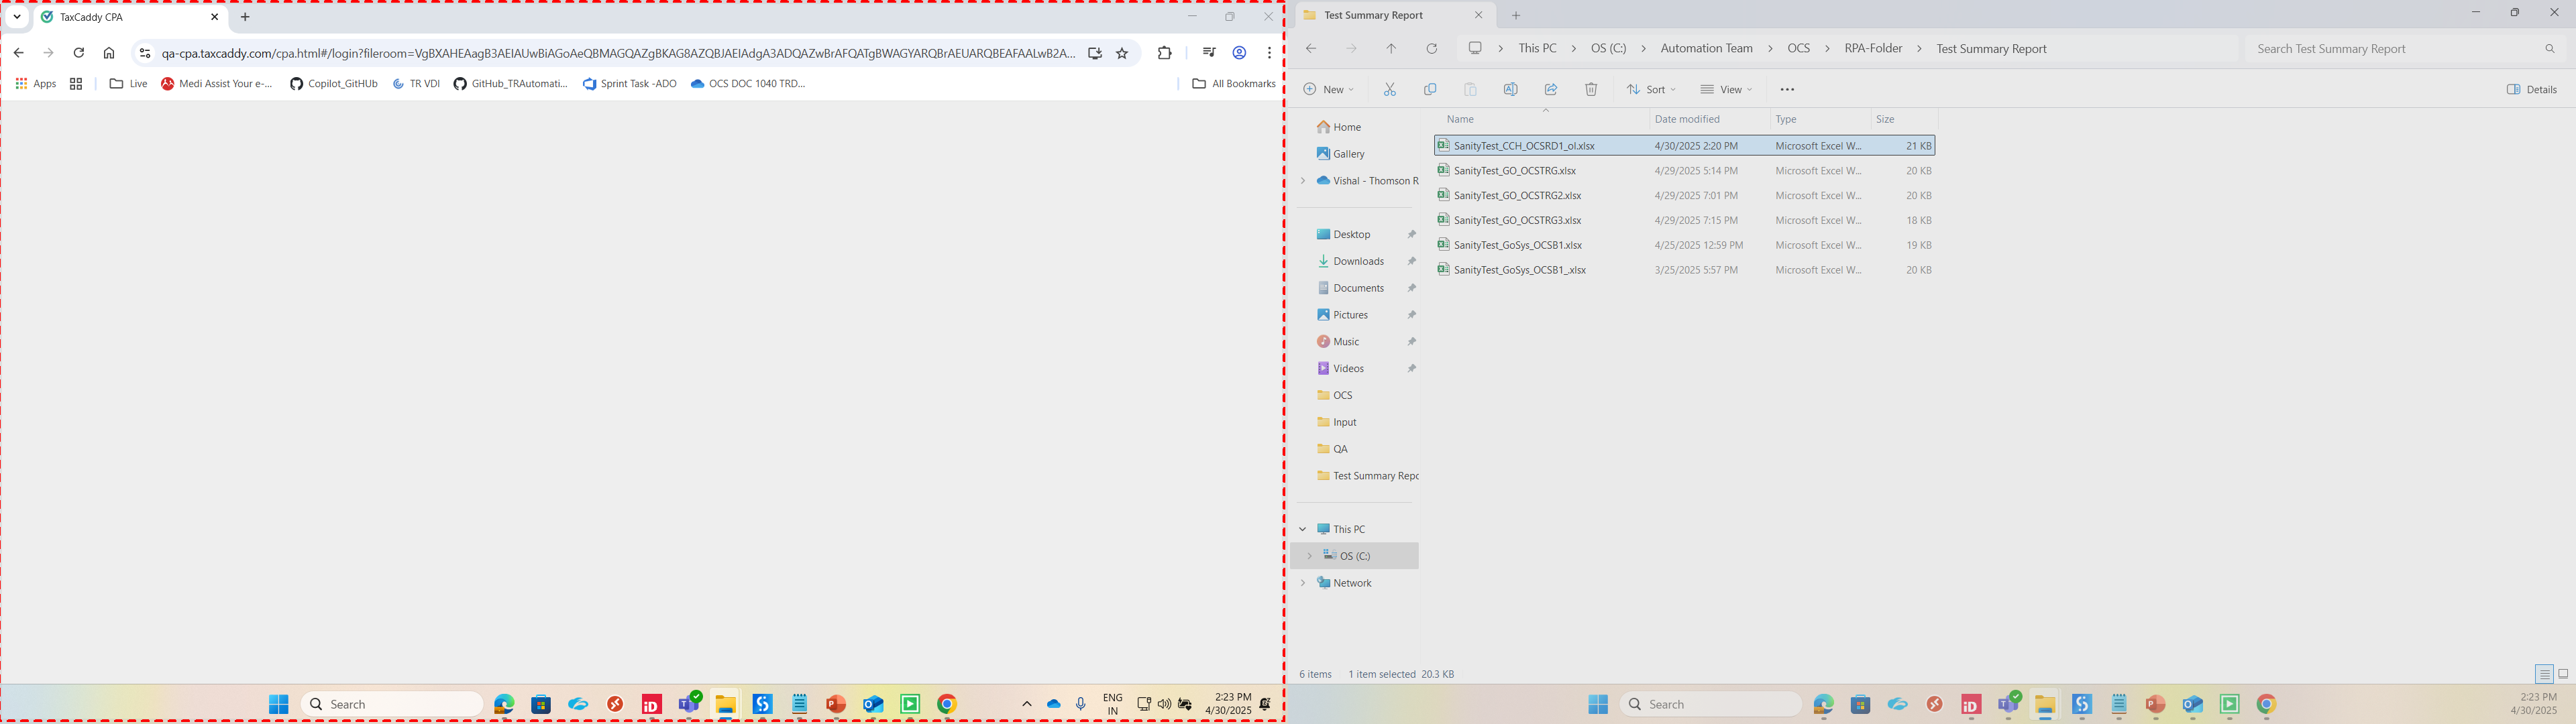 TaxCaddy CPA
qa-cpa.taxcaddy.com/cpa.html#/login?fileroom=VgBXAHEAagB3AEIAUwBiAGoAeQBMAGQAZgBKAG8AZQBJAEIAdgA3ADQAZwBrAFQATgBWAGYARQBrAEUARQBEAFAALwB2A...
Apps
Live
Medi Assist Your e-...
Copilot_GitHUb
TR VDI
GitHub_TRAutomati...
Sprint Task -ADO
OCS DOC 1040 TRD...
All Bookmarks
Search
ENG
IN
2:23 PM
4/30/2025
Test Summary Report
This PC > OS (C:) > Automation Team > OCS > RPA-Folder > Test Summary Report
Search Test Summary Report
New
Sort
View
Details
Home
Gallery
Vishal - Thomson R
Desktop
Downloads
Documents
Pictures
Music
Videos
OCS
Input
QA
Test Summary Repo
This PC
OS (C:)
Network
Name Date modified Type Size
SanityTest_CCH_OCSRD1_ol.xlsx 4/30/2025 2:20 PM Microsoft Excel W... 21 KB
SanityTest_GO_OCSTRG.xlsx 4/29/2025 5:14 PM Microsoft Excel W... 20 KB
SanityTest_GO_OCSTRG2.xlsx 4/29/2025 7:01 PM Microsoft Excel W... 20 KB
SanityTest_GO_OCSTRG3.xlsx 4/29/2025 7:15 PM Microsoft Excel W... 18 KB
SanityTest_GoSys_OCSB1.xlsx 4/25/2025 12:59 PM Microsoft Excel W... 19 KB
SanityTest_GoSys_OCSB1_.xlsx 3/25/2025 5:57 PM Microsoft Excel W... 20 KB
6 items 1 item selected 20.3 KB
Search
2:23 PM
4/30/2025